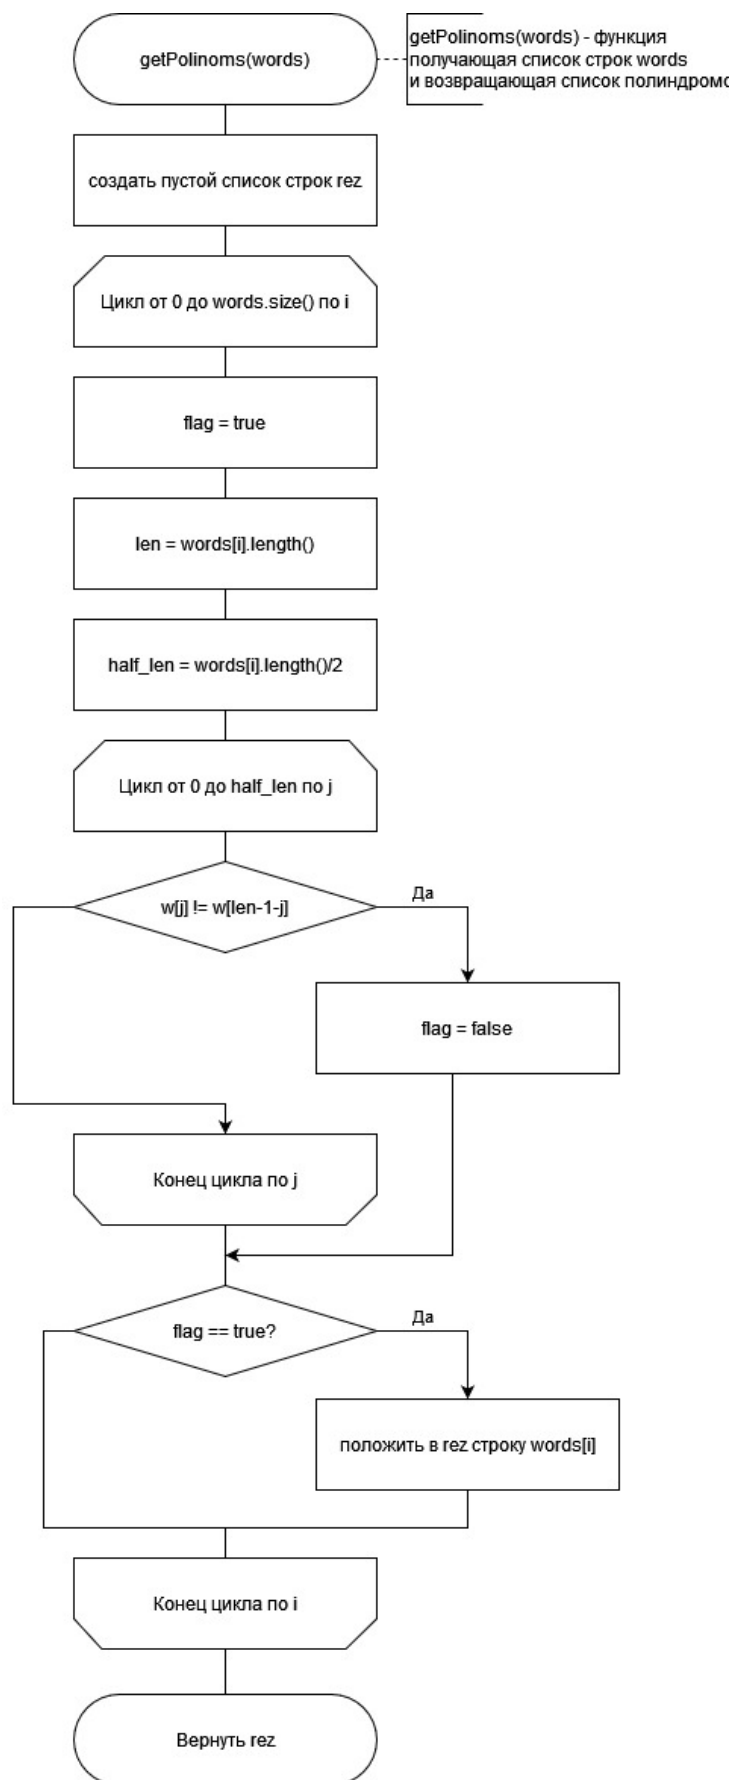 getPolinoms(words)
getPolinoms(words) - функция
получающая список строк words
и возвращающая список
создать пустой список строк rez
Цикл от 0 до words.size() по i
flag = true
len = words[i].length()
half_len = words[i].length()/2
Цикл от 0 до half_len по j
w[j] != w[len-1-j]
Да
flag = false
Конец цикла по j
flag == true?
Да
положить в rez строку words[i]
Конец цикла по i
Вернуть rez